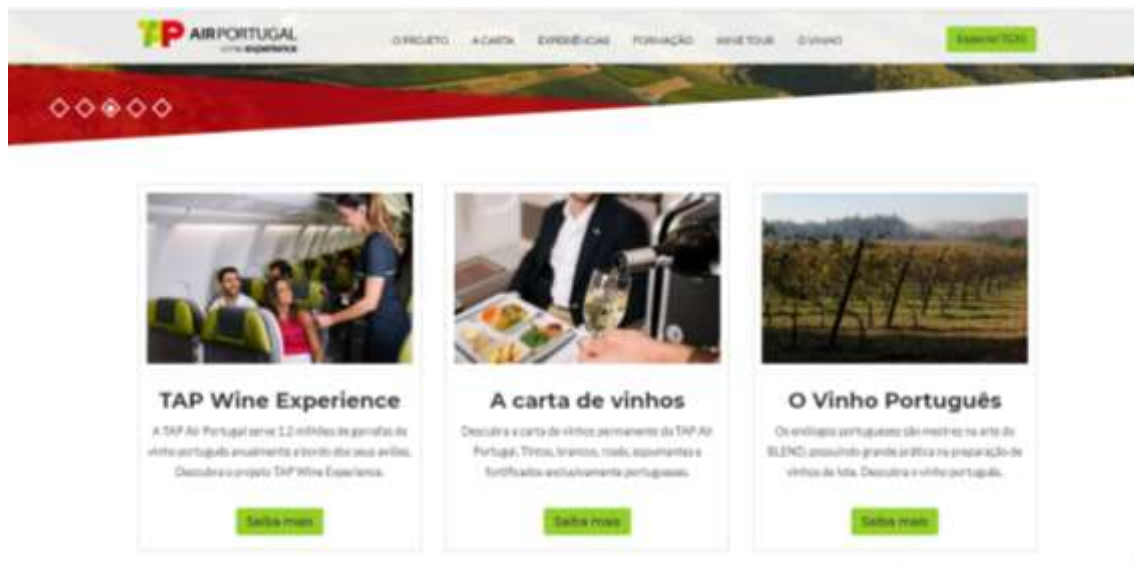 TAP AIR PORTUGAL
wine experience
O PROJETO A CARTA EXPERIÊNCIAS FORMAÇÃO WINE TOUR O VINHO
Especial
TAP Wine Experience
A TAP Air Portugal serve 1,2 milhões de garrafas de
vinho português anualmente a bordo dos seus aviões.
Descubra o projeto TAP Wine Experience.
Saiba mais
A carta de vinhos
Descubra a carta de vinhos permanente da TAP Air
Portugal. Tintos, brancos, rosés, espumantes e
fortificados exclusivamente portugueses.
Saiba mais
O Vinho Português
Os enólogos portugueses são mestres na arte do
BLEND, possuindo grande prática na preparação de
vinhos de lote. Descubra o vinho português.
Saiba mais